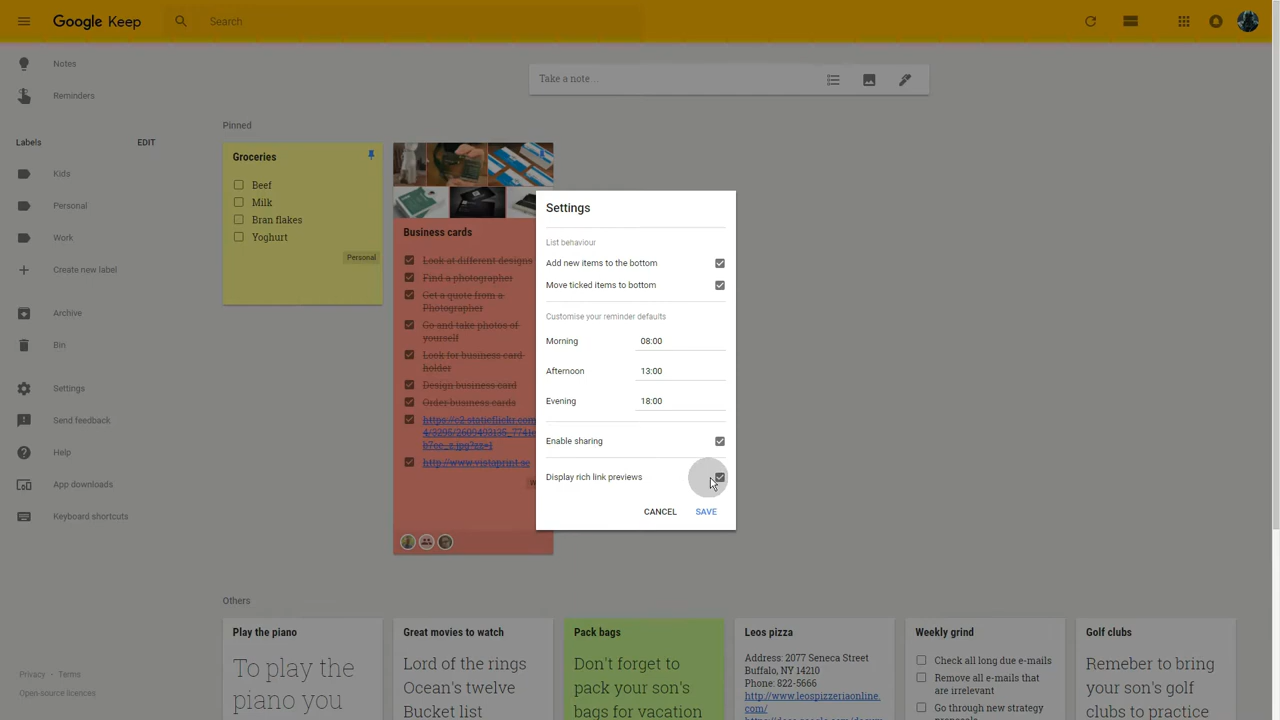 Google Keep
Search
Notes
Reminders
Labels
EDIT
Kids
Personal
Work
Create new label
Archive
Bin
Settings
Send feedback
Help
App downloads
Keyboard shortcuts
Privacy · Terms
Open-source licences
Take a note...
Pinned
Groceries
Beef
Milk
Bran flakes
Yoghurt
Personal
Business cards
Look at different designs
Find a photographer
Get a quote from a
Photographer
Go and take photos of
yourself
Look for business card
holder
Design business card
Order business cards
http://www.vistaprint.se
Settings
List behaviour
Add new items to the bottom
Move ticked items to bottom
Customise your reminder defaults
Morning
08:00
Afternoon
13:00
Evening
18:00
Enable sharing
Display rich link previews
CANCEL
SAVE
Others
Play the piano
To play the
piano you
Great movies to watch
Lord of the rings
Ocean's twelve
Bucket list
Pack bags
Don't forget to
pack your son's
bags for vacation
Leos pizza
Address: 2077 Seneca Street
Buffalo, NY 14210
Phone: 822-5666
http://www.leospizzeriaonline.
com/
Weekly grind
Check all long due e-mails
Remove all e-mails that
are irrelevant
Go through new strategy
Golf clubs
Remeber to bring
your son's golf
clubs to practice